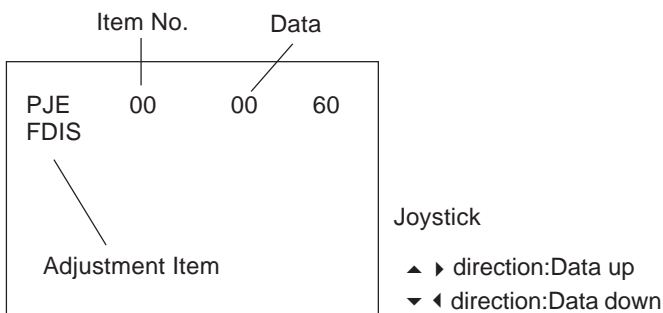 Item No. Data
PJE 00 00 60
FDIS
Adjustment Item
Joystick
▲ ▶ direction:Data up
▼ ◀ direction:Data down